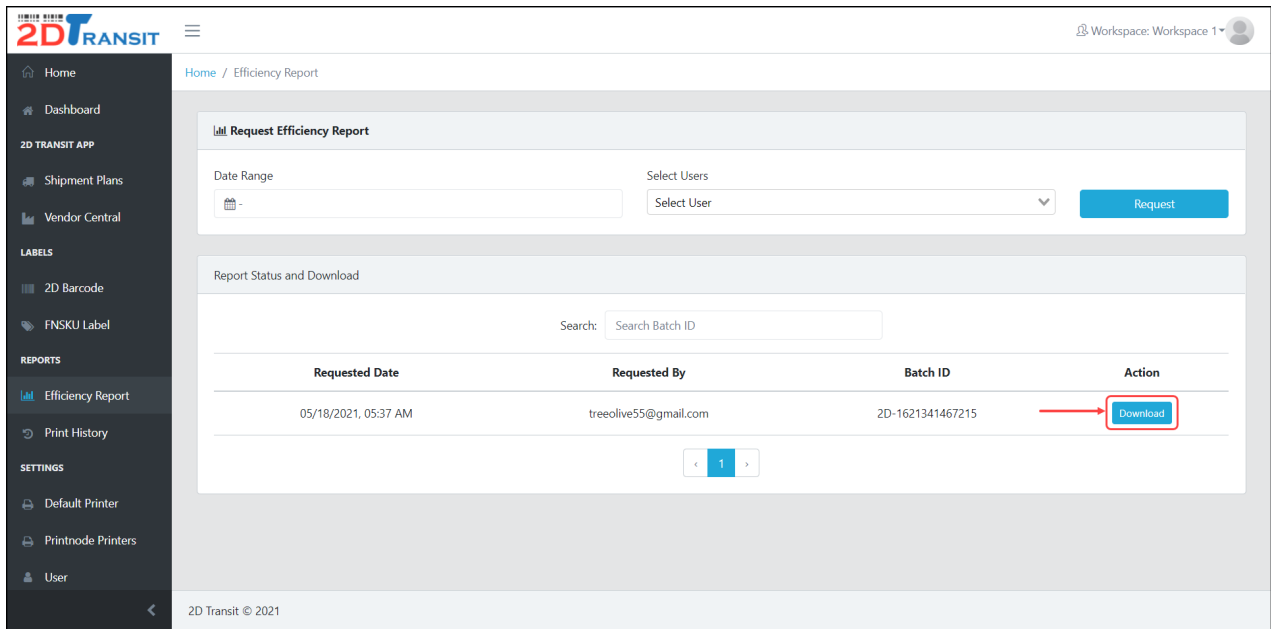 2DTRANSIT
Workspace: Workspace 1
Home
Dashboard
2D TRANSIT APP
Shipment Plans
Vendor Central
LABELS
2D Barcode
FNSKU Label
REPORTS
Efficiency Report
Print History
SETTINGS
Default Printer
Printnode Printers
User
Home / Efficiency Report
Request Efficiency Report
Date Range
Select Users
-
Select User
Request
Report Status and Download
Search: Search Batch ID
Requested Date Requested By Batch ID Action
05/18/2021, 05:37 AM treeolive55@gmail.com 2D-1621341467215 Download
‹ 1 ›
2D Transit © 2021